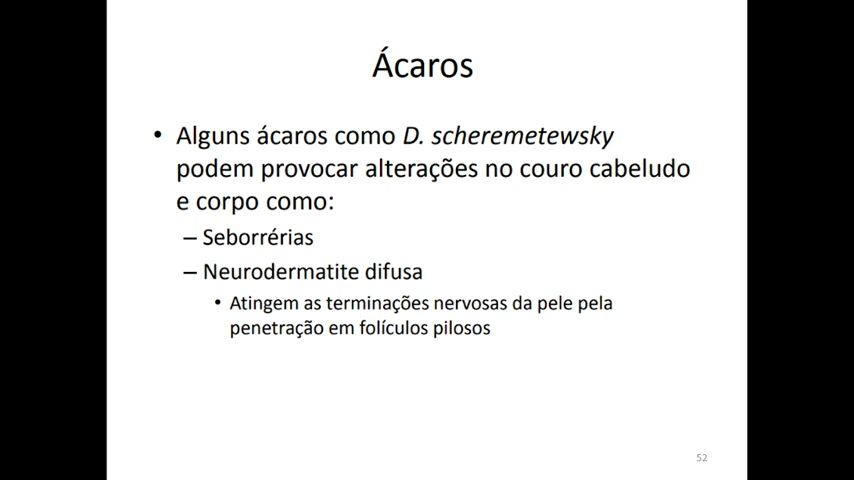 Ácaros
• Alguns ácaros como D. scheremetewsky
podem provocar alterações no couro cabeludo
e corpo como:
– Seborrérias
– Neurodermatite difusa
• Atingem as terminações nervosas da pele pela
penetração em folículos pilosos
52